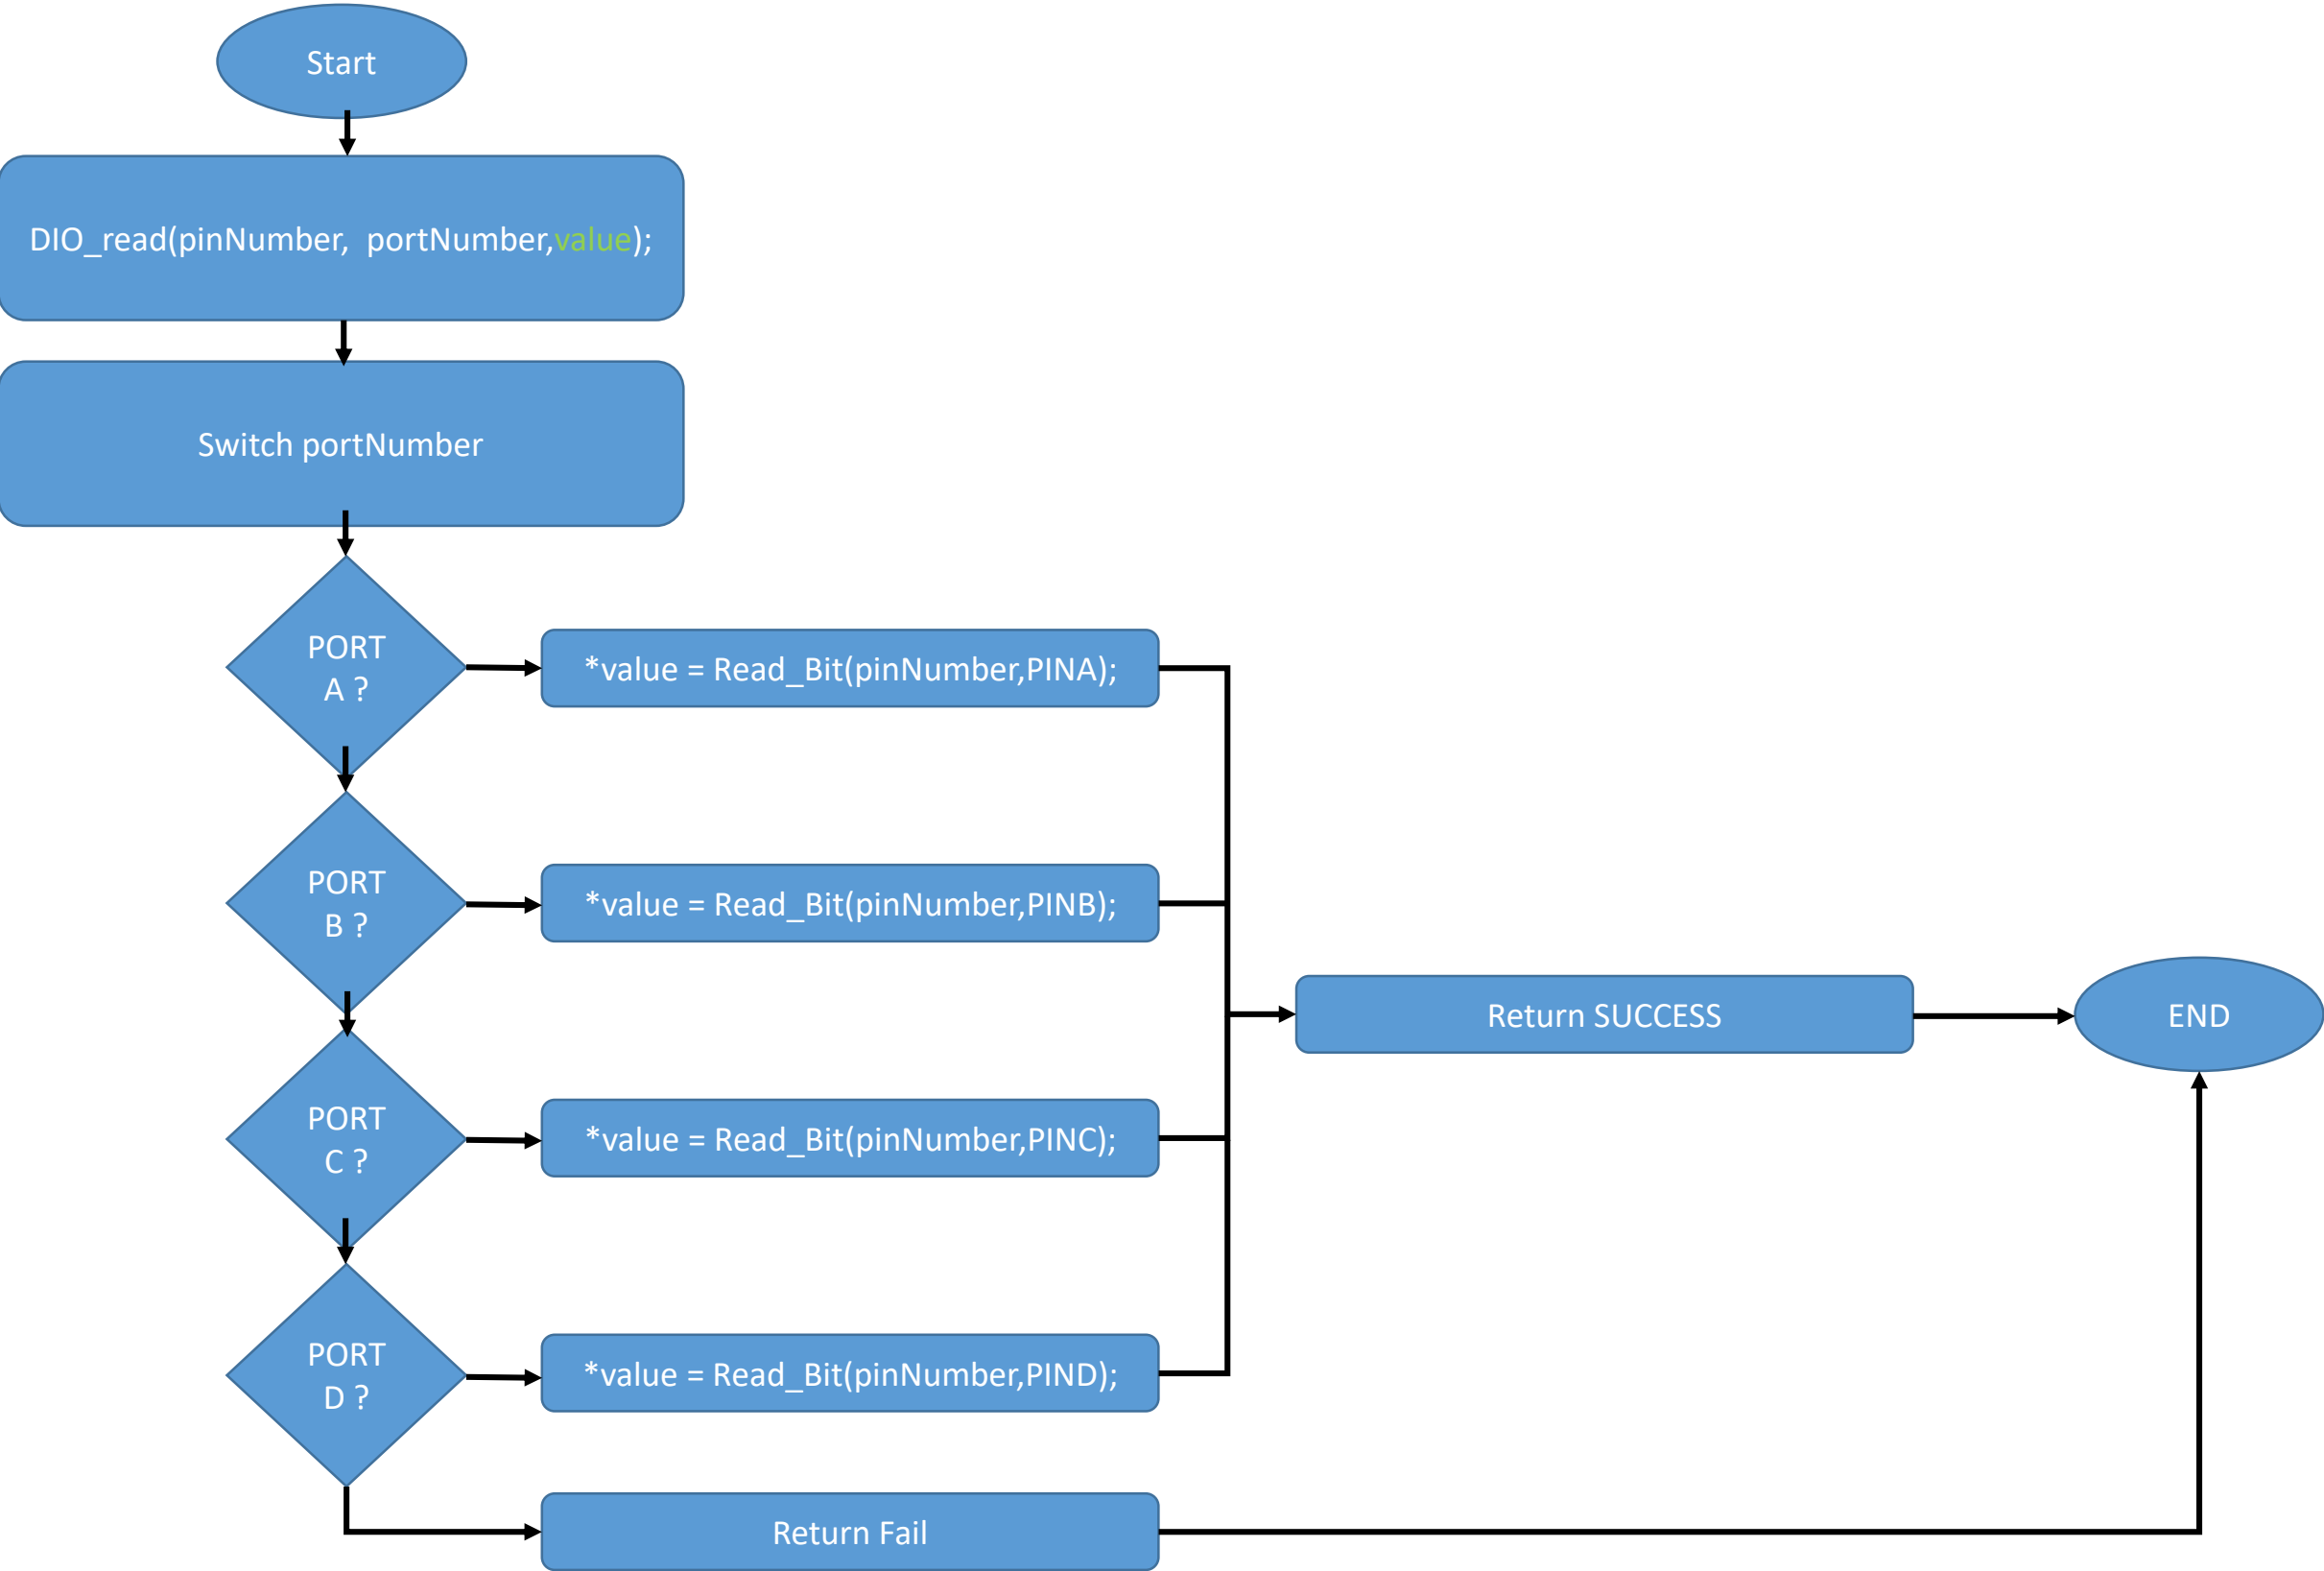 Start
DIO_read(pinNumber,  portNumber,value);
Switch portNumber
PORT
A ?
*value = Read_Bit(pinNumber,PINA);
PORT
B ?
*value = Read_Bit(pinNumber,PINB);
Return SUCCESS
END
PORT
C ?
*value = Read_Bit(pinNumber,PINC);
PORT
D ?
*value = Read_Bit(pinNumber,PIND);
Return Fail